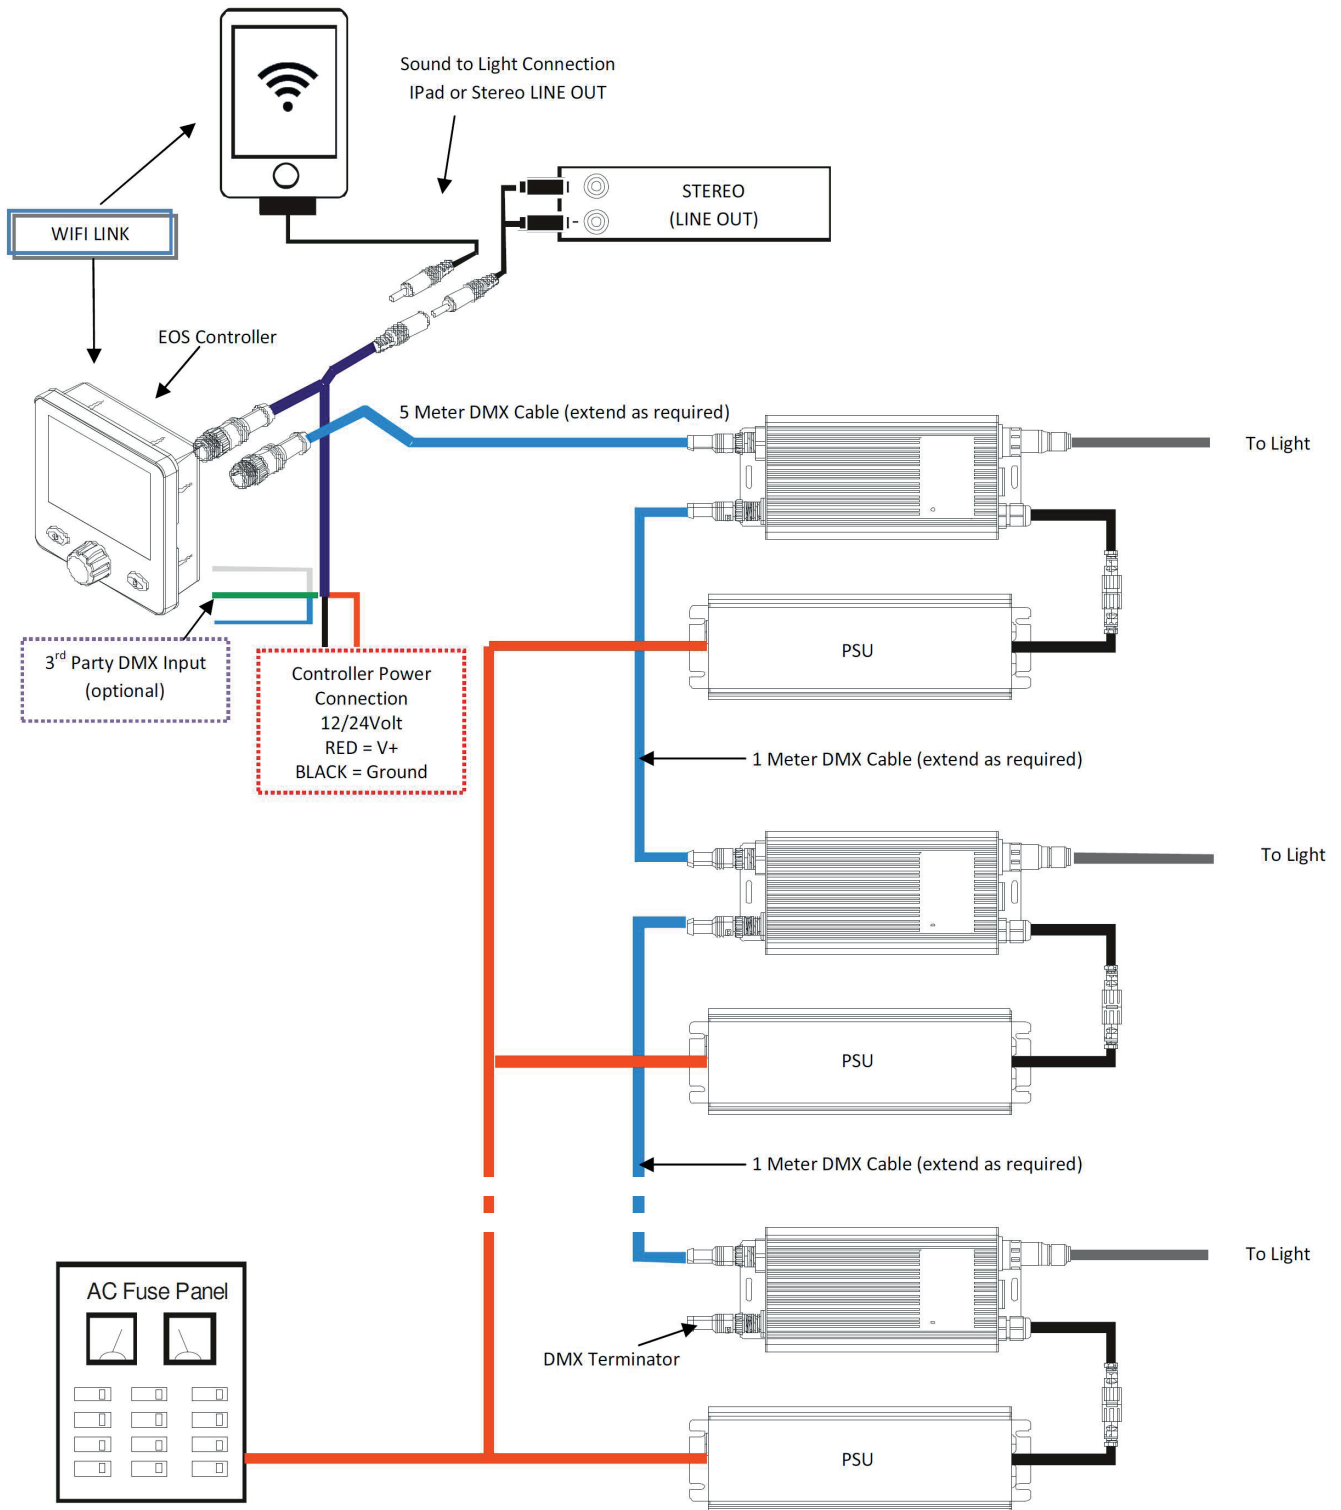 Sound to Light Connection
IPad or Stereo LINE OUT
STEREO
(LINE OUT)
WIFI LINK
EOS Controller
5 Meter DMX Cable (extend as required)
To Light
3rd Party DMX Input
(optional)
Controller Power
Connection
12/24Volt
RED = V+
BLACK = Ground
PSU
1 Meter DMX Cable (extend as required)
To Light
PSU
1 Meter DMX Cable (extend as required)
To Light
AC Fuse Panel
DMX Terminator
PSU